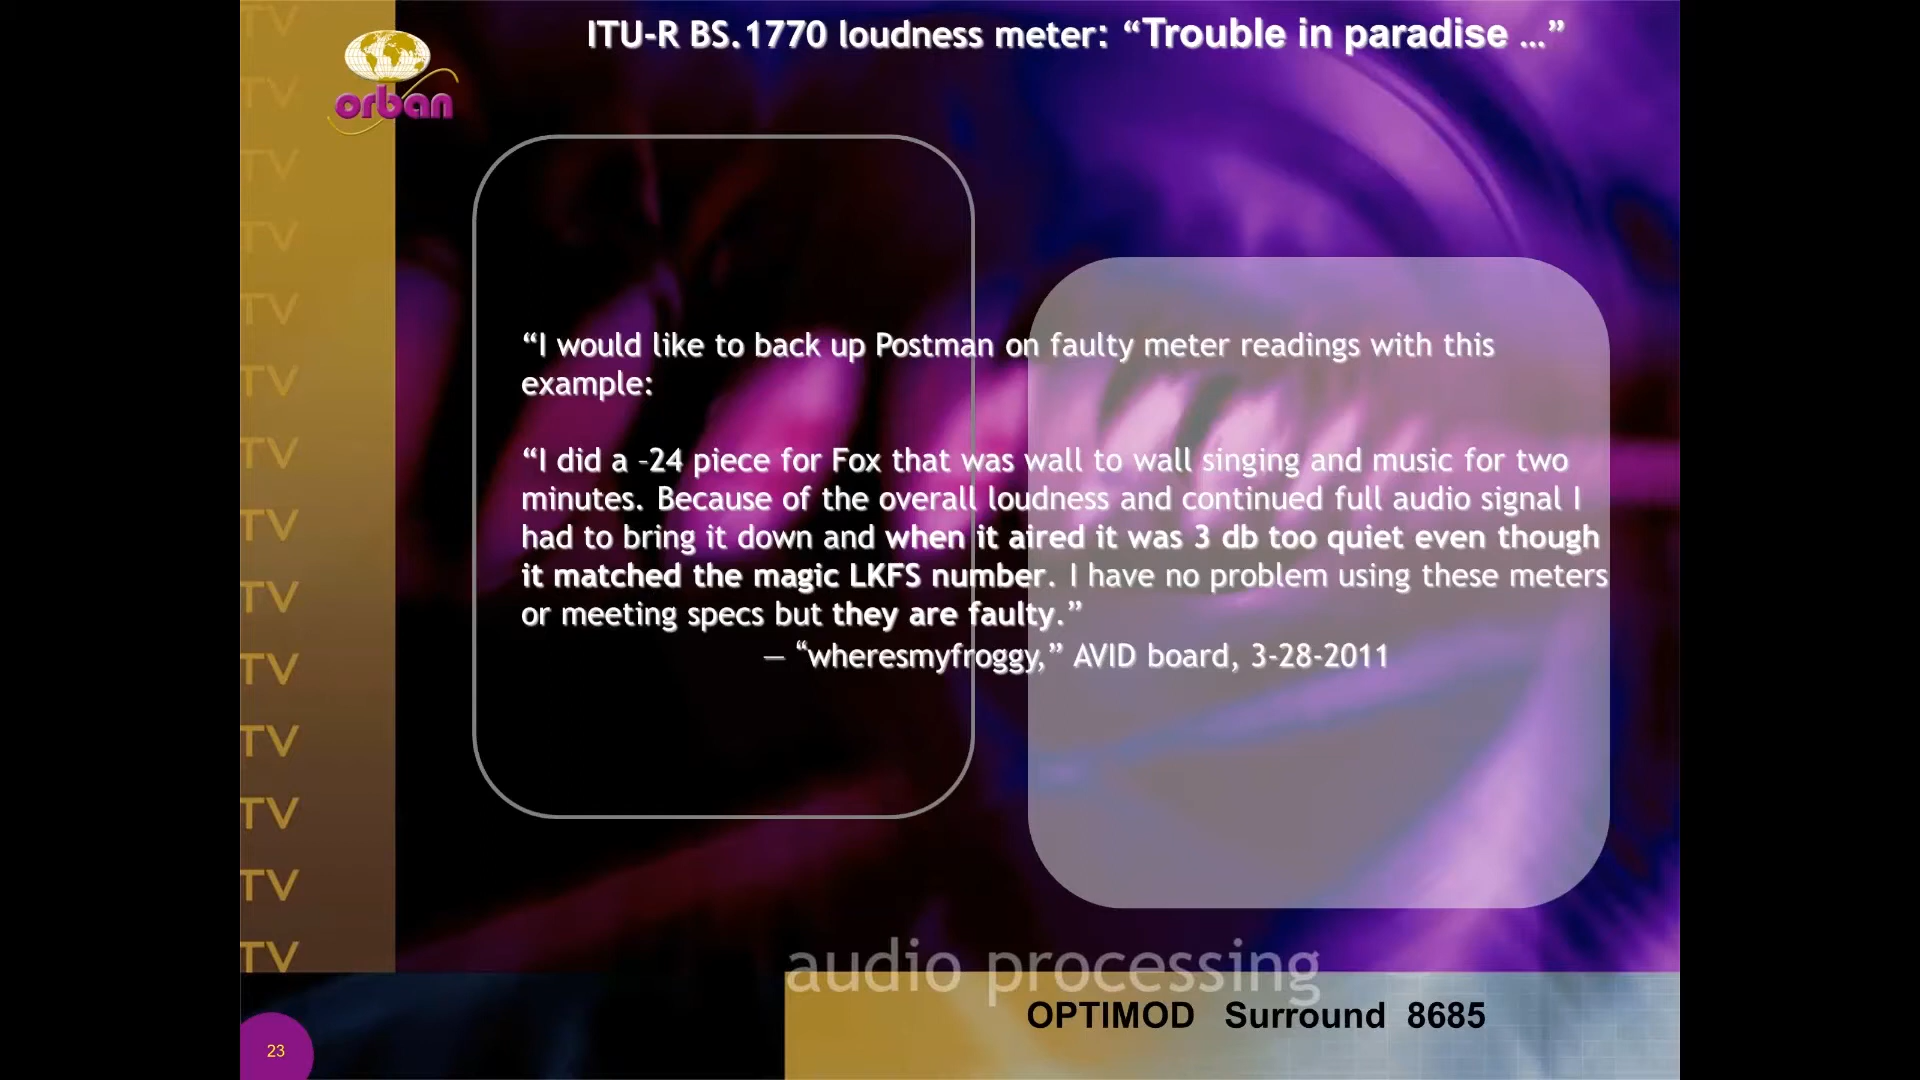 ITU-R BS.1770 loudness meter: “Trouble in paradise …”
orban
“I would like to back up Postman on faulty meter readings with this
example:
“I did a -24 piece for Fox that was wall to wall singing and music for two
minutes. Because of the overall loudness and continued full audio signal I
had to bring it down and when it aired it was 3 db too quiet even though
it matched the magic LKFS number. I have no problem using these meters
or meeting specs but they are faulty.”
— “wheresmyfroggy,” AVID board, 3-28-2011
TV
TV
TV
TV
TV
TV
TV
TV
TV
TV
TV
TV
TV
TV
audio processing
OPTIMOD Surround 8685
23